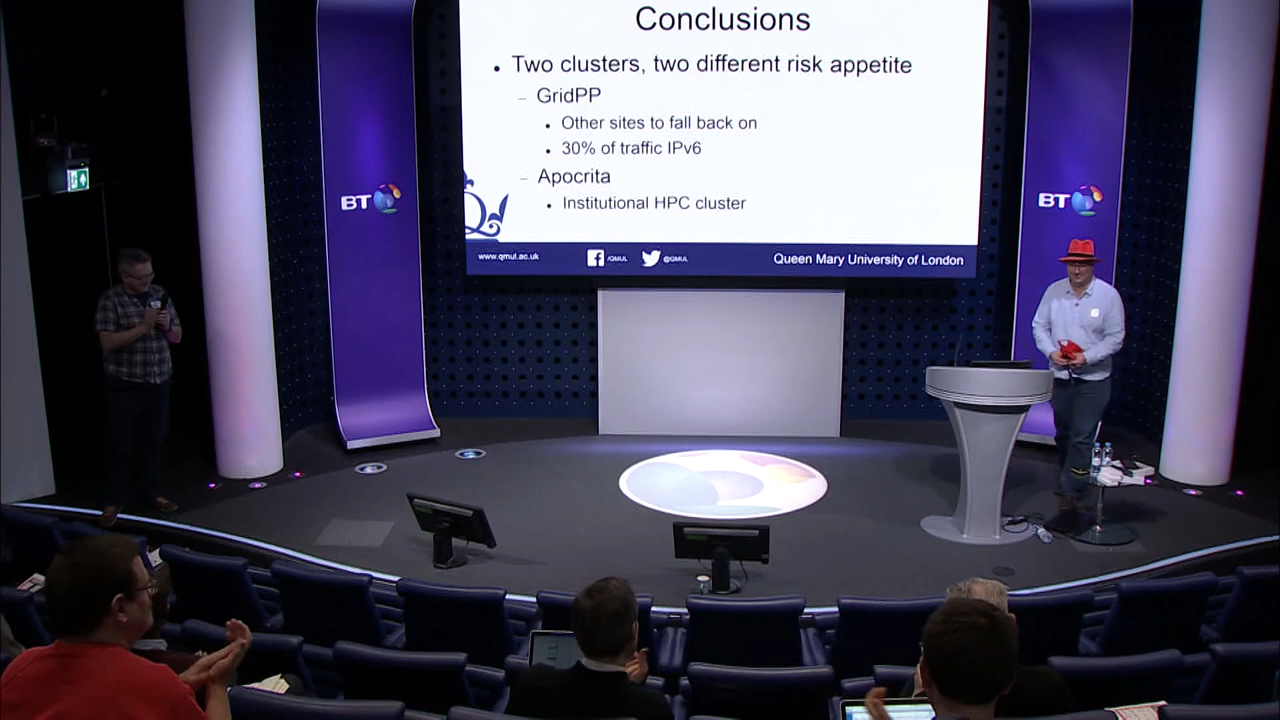 Conclusions
• Two clusters, two different risk appetite
– GridPP
• Other sites to fall back on
• 30% of traffic IPv6
– Apocrita
• Institutional HPC cluster
www.qmul.ac.uk
/QMUL
@QMUL
Queen Mary University of London
BT
BT